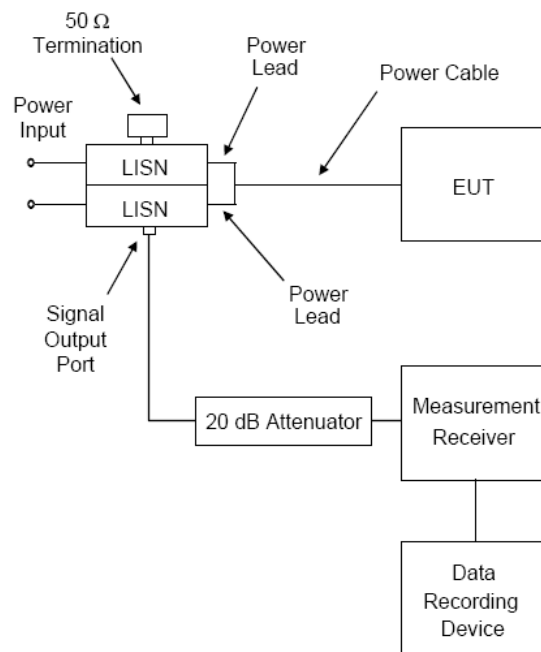 50 Ω
Termination
Power
Lead
Power Cable
Power
Input
LISN
LISN
EUT
Signal
Output
Port
Power
Lead
20 dB Attenuator
Measurement
Receiver
Data
Recording
Device